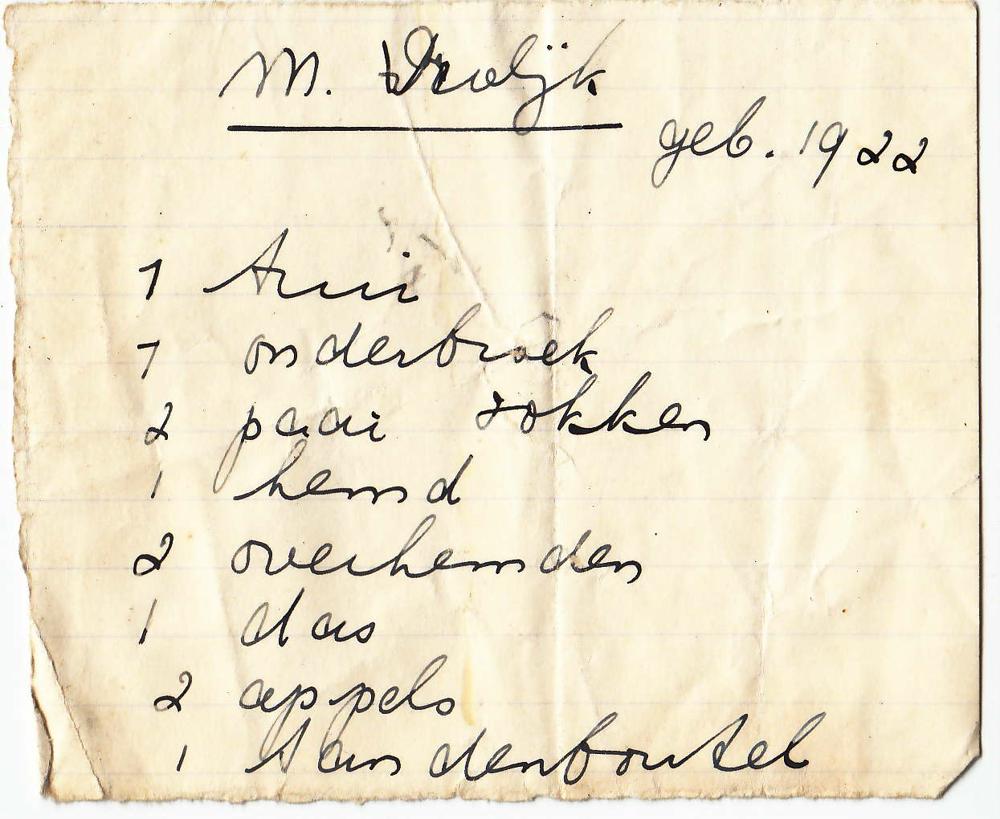 M. Drolijk
geb. 1922
1 trui
1 onderbroek
2 paar sokken
1 hemd
2 overhemden
1 das
2 appels
1 tandenborstel